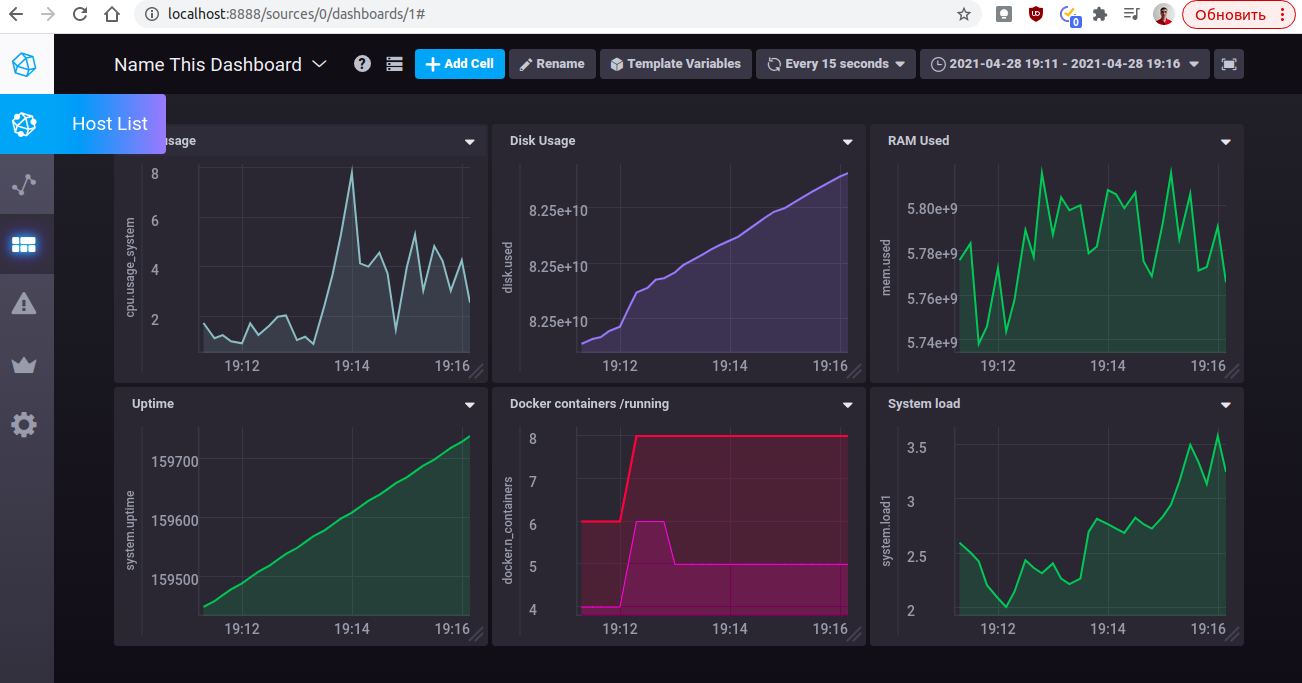 localhost:8888/sources/0/dashboards/1#
0
Обновить
Name This Dashboard
?
Add Cell
Rename
Template Variables
Every 15 seconds
2021-04-28 19:11 - 2021-04-28 19:16
Host List
usage
cpu.usage_system
8
6
4
2
19:12
19:14
19:16
Disk Usage
disk.used
8.25e+10
8.25e+10
8.25e+10
19:12
19:14
19:16
RAM Used
mem.used
5.80e+9
5.78e+9
5.76e+9
5.74e+9
19:12
19:14
19:16
Uptime
system.uptime
159700
159600
159500
19:12
19:14
19:16
Docker containers /running
docker.n_containers
8
7
6
5
4
19:12
19:14
19:16
System load
system.load1
3.5
3
2.5
2
19:12
19:14
19:16